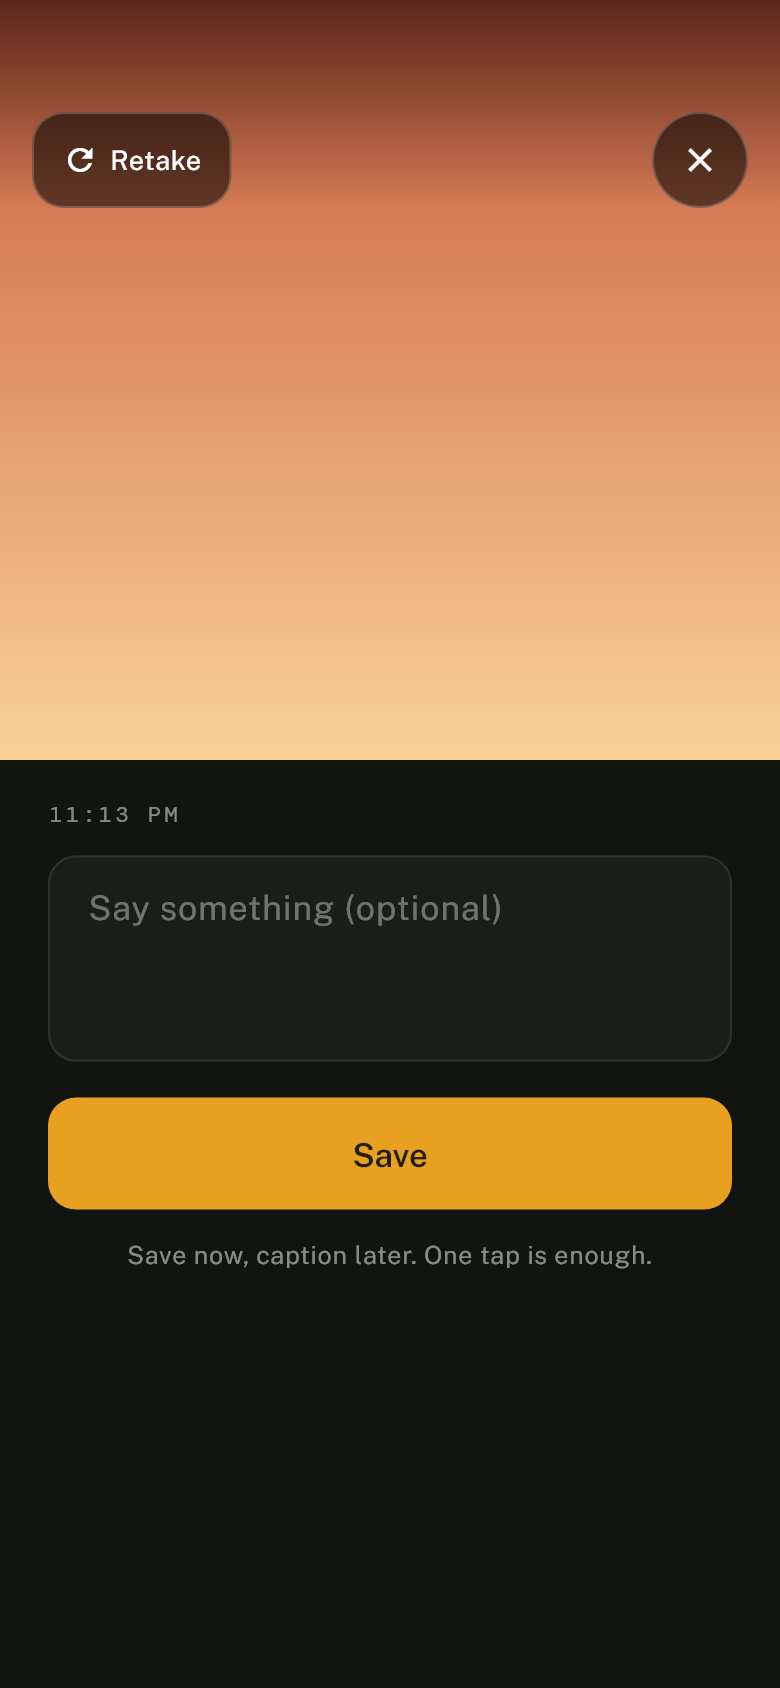 Retake
11:13 PM
Say something (optional)
Save
Save now, caption later. One tap is enough.